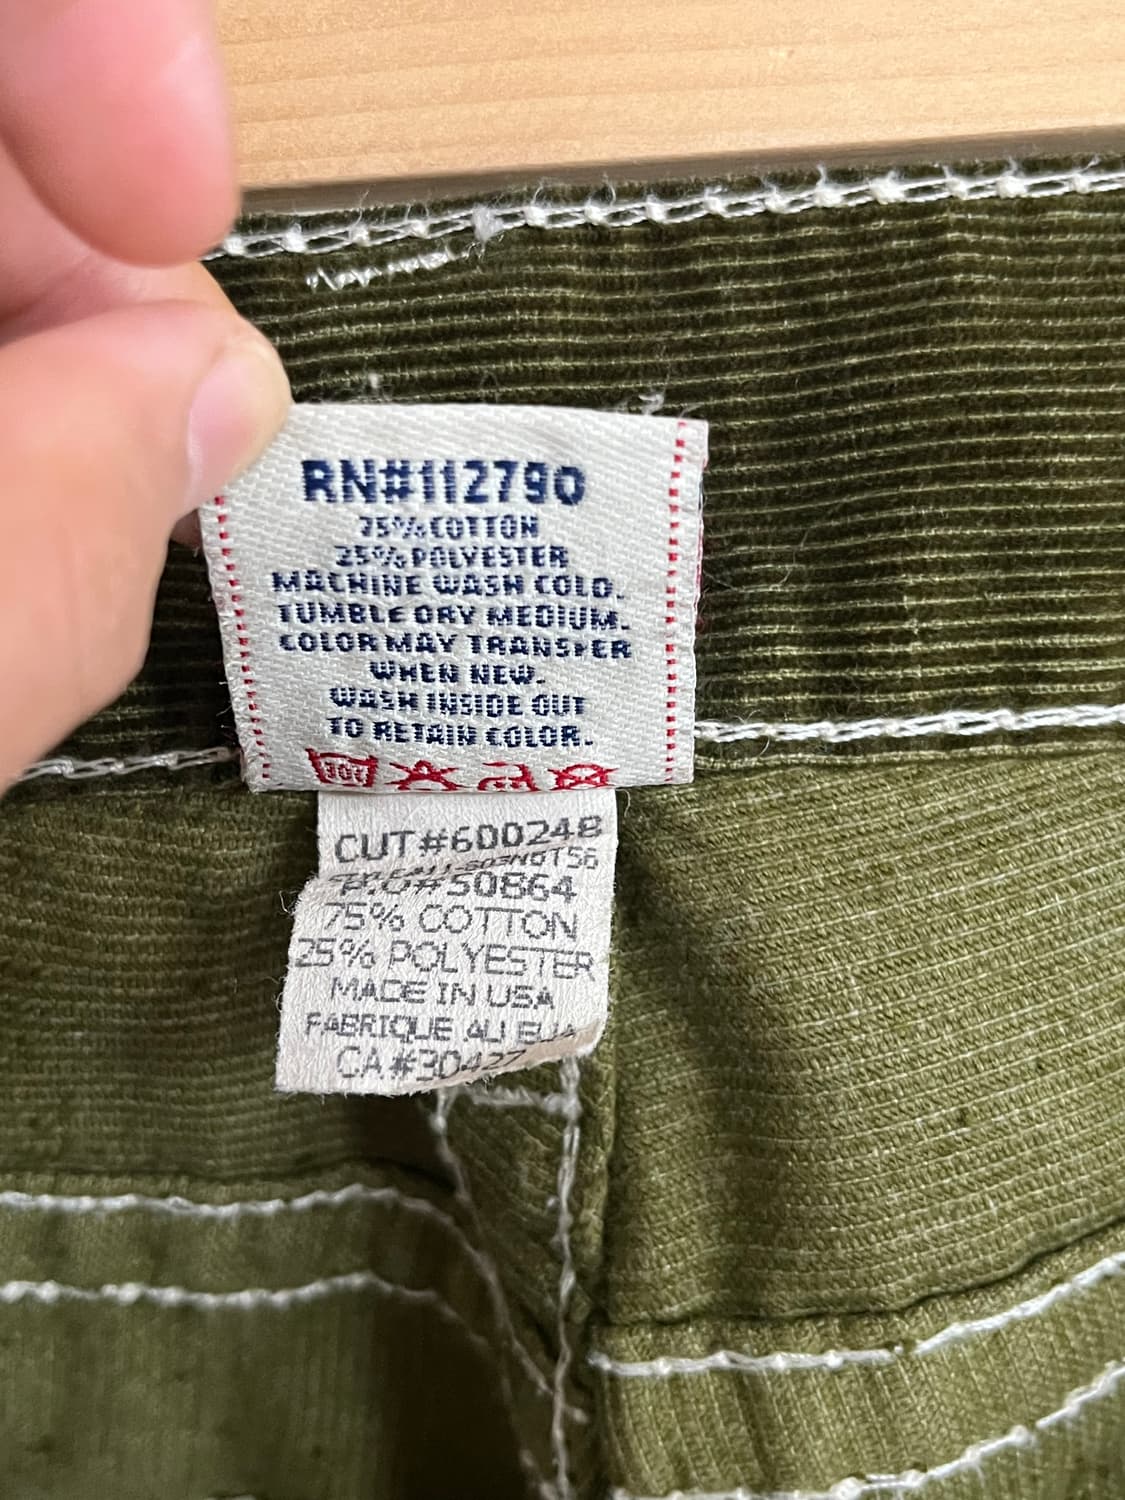 RN#112790
75% COTTON
25% POLYESTER
MACHINE WASH COLD.
TUMBLE DRY MEDIUM.
COLOR MAY TRANSFER
WHEN NEW.
WASH INSIDE OUT
TO RETAIN COLOR.
CUT#600248
P.O#50864
75% COTTON
25% POLYESTER
MADE IN USA
FABRIQUE AU
CA#30427